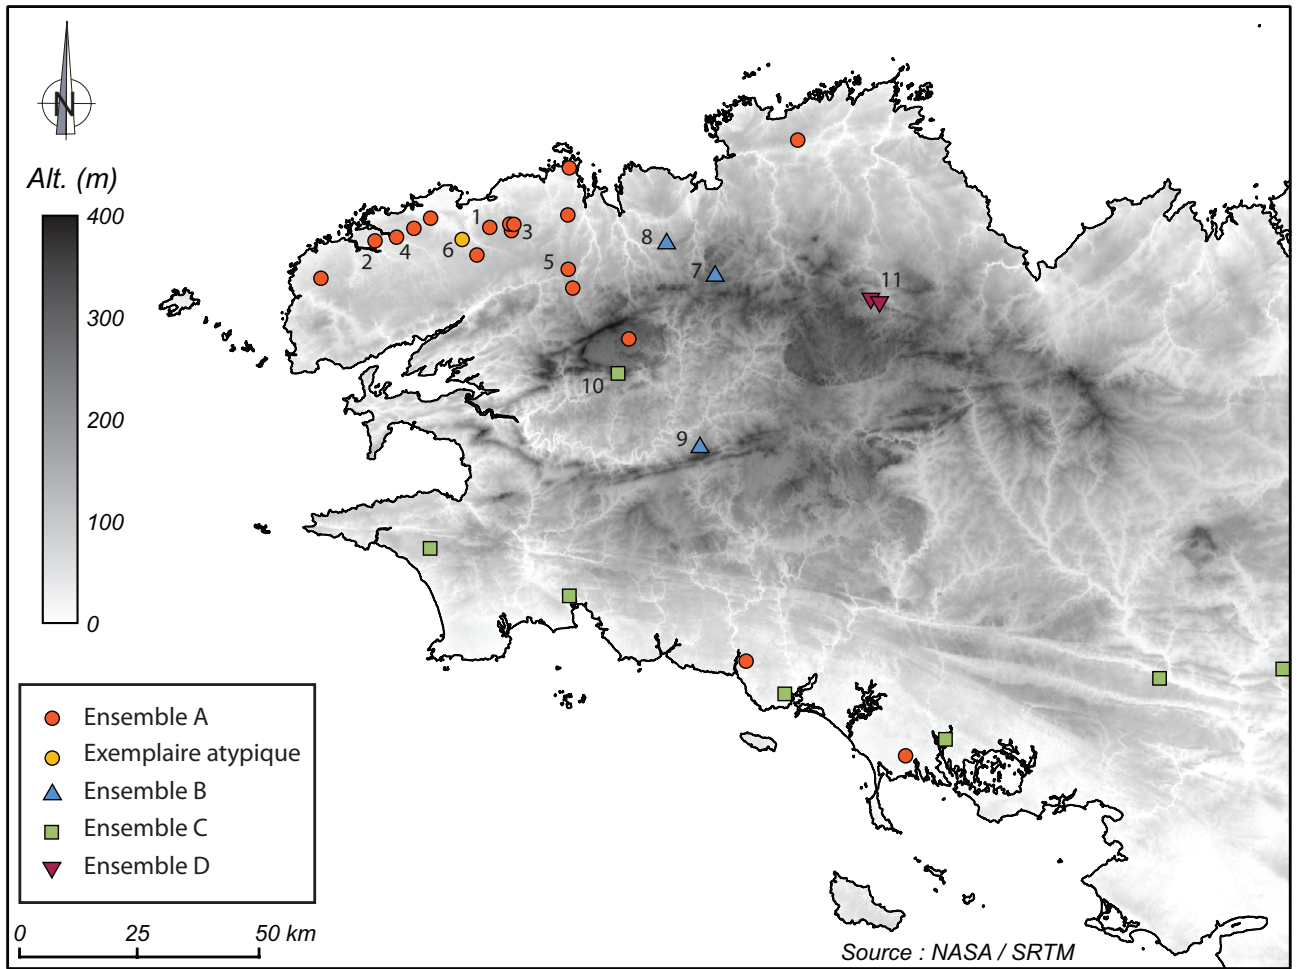 N
Alt. (m)
400
300
200
100
0
1
2
3
4
5
6
7
8
9
10
11
Ensemble A
Exemplaire atypique
Ensemble B
Ensemble C
Ensemble D
0 25 50 km
Source : NASA / SRTM